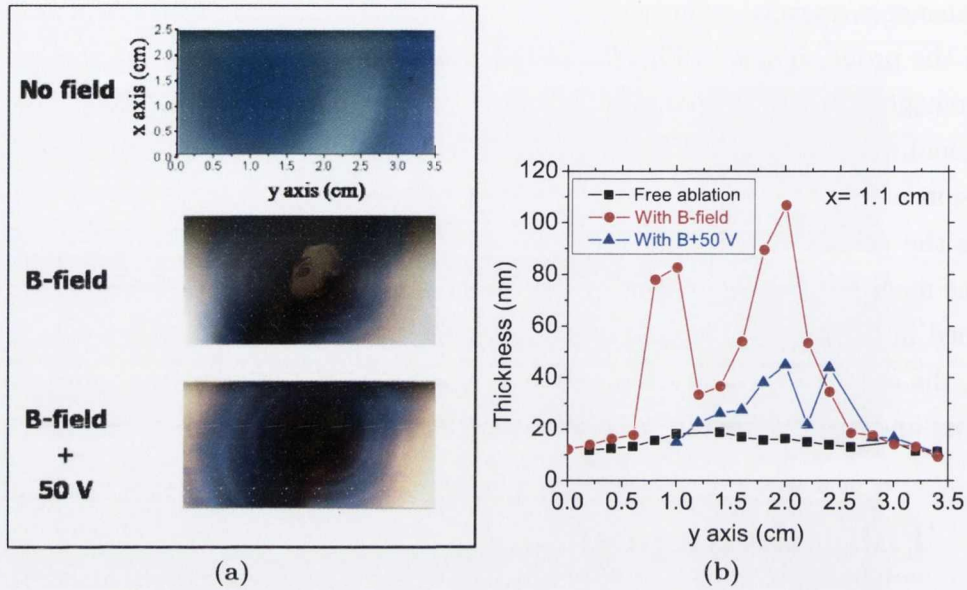 No field
x axis (cm)
2.5
2.0
1.5
1.0
0.5
0.0
0.0 0.5 1.0 1.5 2.0 2.5 3.0 3.5
y axis (cm)
B-field
B-field
+
50 V
(a)
Thickness (nm)
120
100
80
60
40
20
0
Free ablation
With B-field
With B+50 V
x= 1.1 cm
0.0 0.5 1.0 1.5 2.0 2.5 3.0 3.5
y axis (cm)
(b)